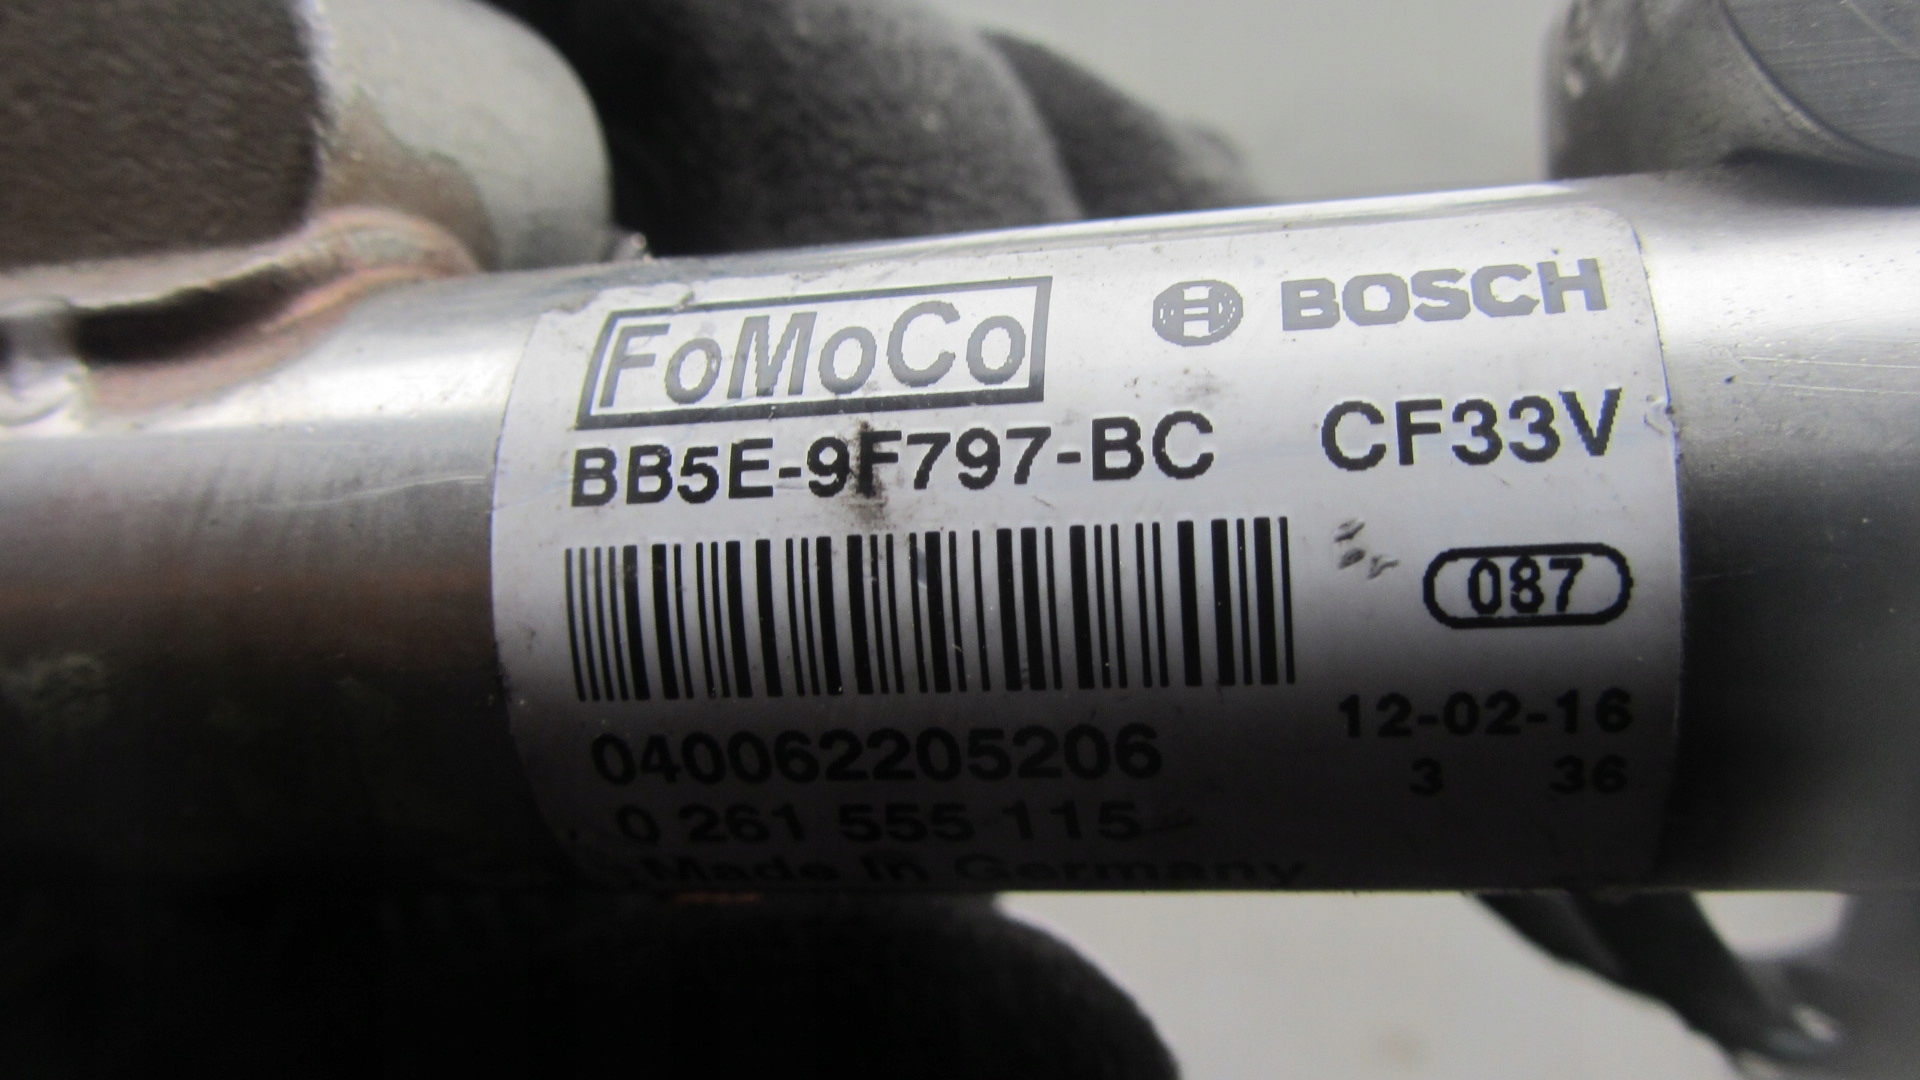 FoMoCo BOSCH
BB5E-9F797-BC CF33V
087
040062205206 12-02-16
0 261 555 115 3 36
Made In Germany